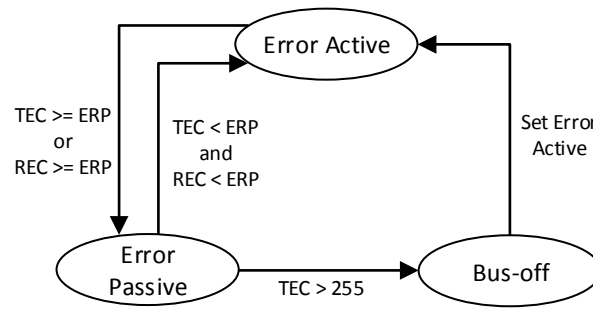 Error Active
TEC >= ERP
or
REC >= ERP
TEC < ERP
and
REC < ERP
Set Error
Active
Error
Passive
TEC > 255
Bus-off